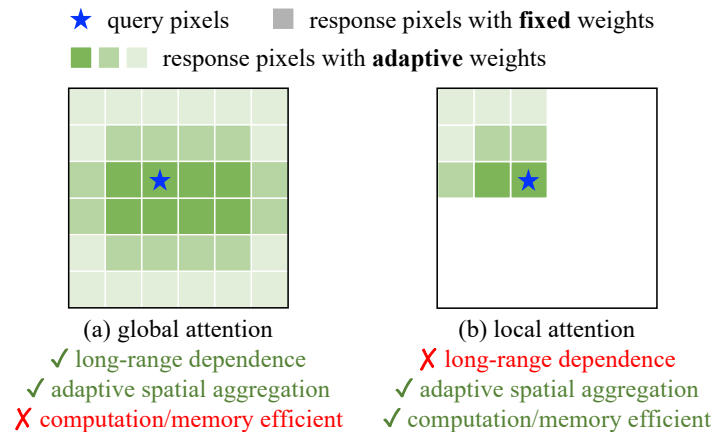 ★ query pixels response pixels with fixed weights
response pixels with adaptive weights
(a) global attention (b) local attention
✓ long-range dependence ✗ long-range dependence
✓ adaptive spatial aggregation ✓ adaptive spatial aggregation
✗ computation/memory efficient ✓ computation/memory efficient